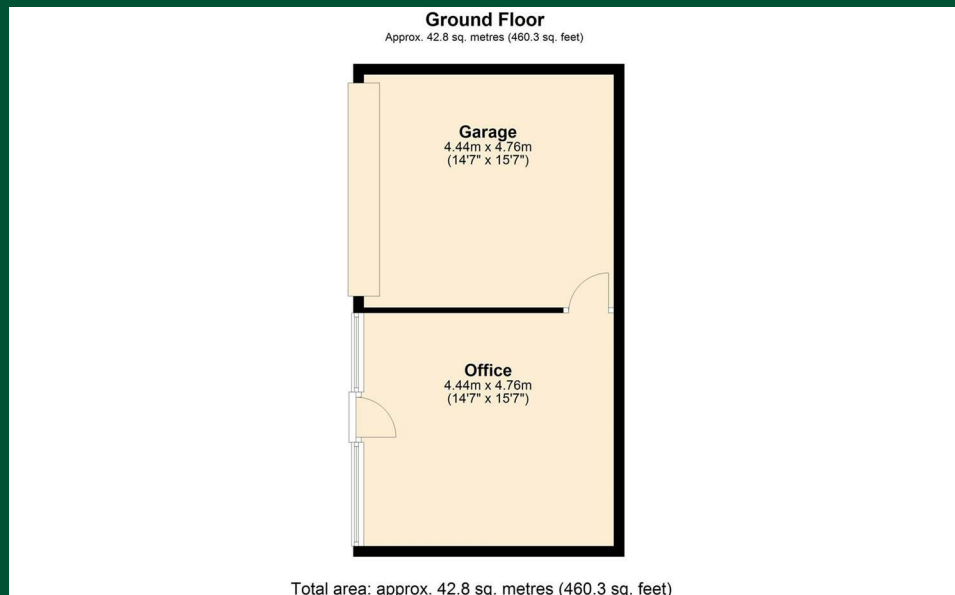 Ground Floor
Approx. 42.8 sq. metres (460.3 sq. feet)
Garage
4.44m x 4.76m
(14'7" x 15'7")
Office
4.44m x 4.76m
(14'7" x 15'7")
Total area: approx. 42.8 sq. metres (460.3 sq. feet)